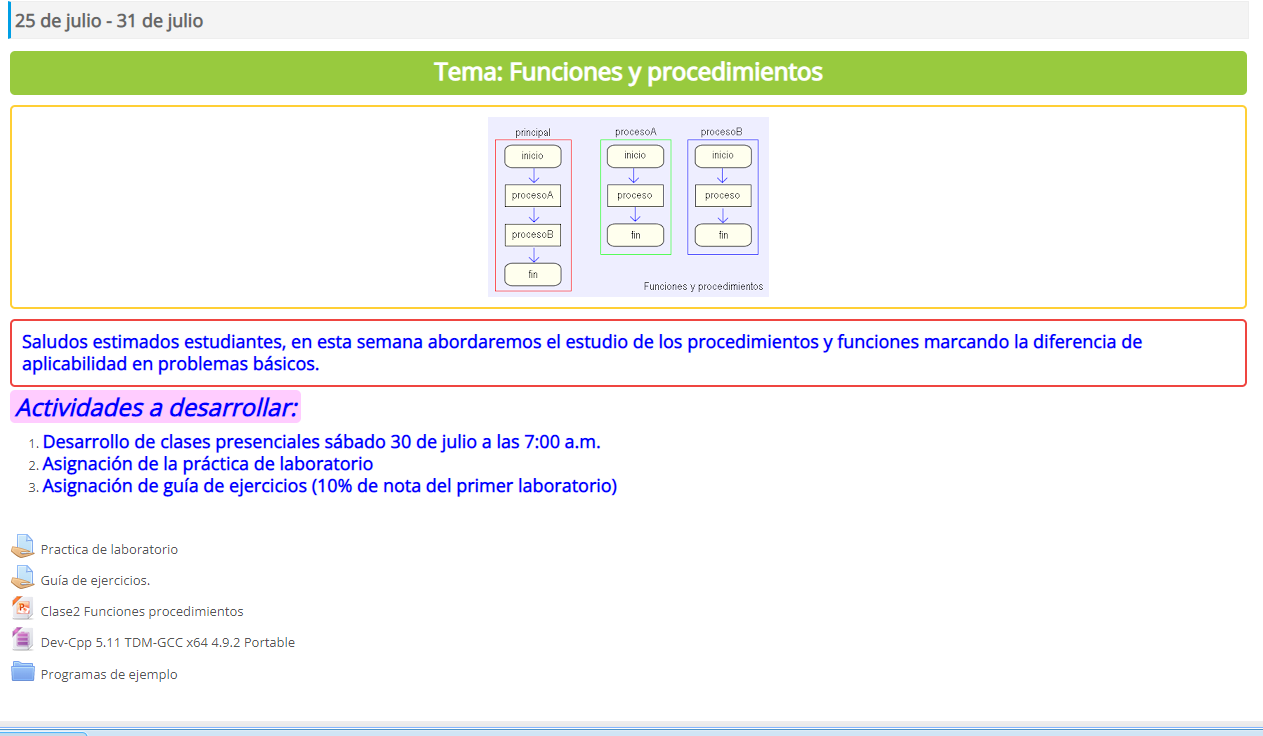 25 de julio - 31 de julio
Tema: Funciones y procedimientos
principal
procesoA
procesoB
inicio
inicio
inicio
procesoA
proceso
proceso
procesoB
fin
fin
fin
Funciones y procedimientos
Saludos estimados estudiantes, en esta semana abordaremos el estudio de los procedimientos y funciones marcando la diferencia de
aplicabilidad en problemas básicos.
Actividades a desarrollar:
1. Desarrollo de clases presenciales sábado 30 de julio a las 7:00 a.m.
2. Asignación de la práctica de laboratorio
3. Asignación de guía de ejercicios (10% de nota del primer laboratorio)
Practica de laboratorio
Guía de ejercicios.
Clase2 Funciones procedimientos
Dev-Cpp 5.11 TDM-GCC x64 4.9.2 Portable
Programas de ejemplo